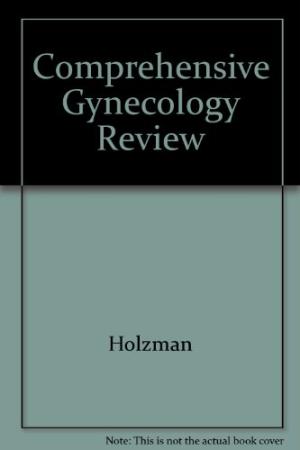 Comprehensive
Gynecology
Review
Holzman
Note: This is not the actual book cover